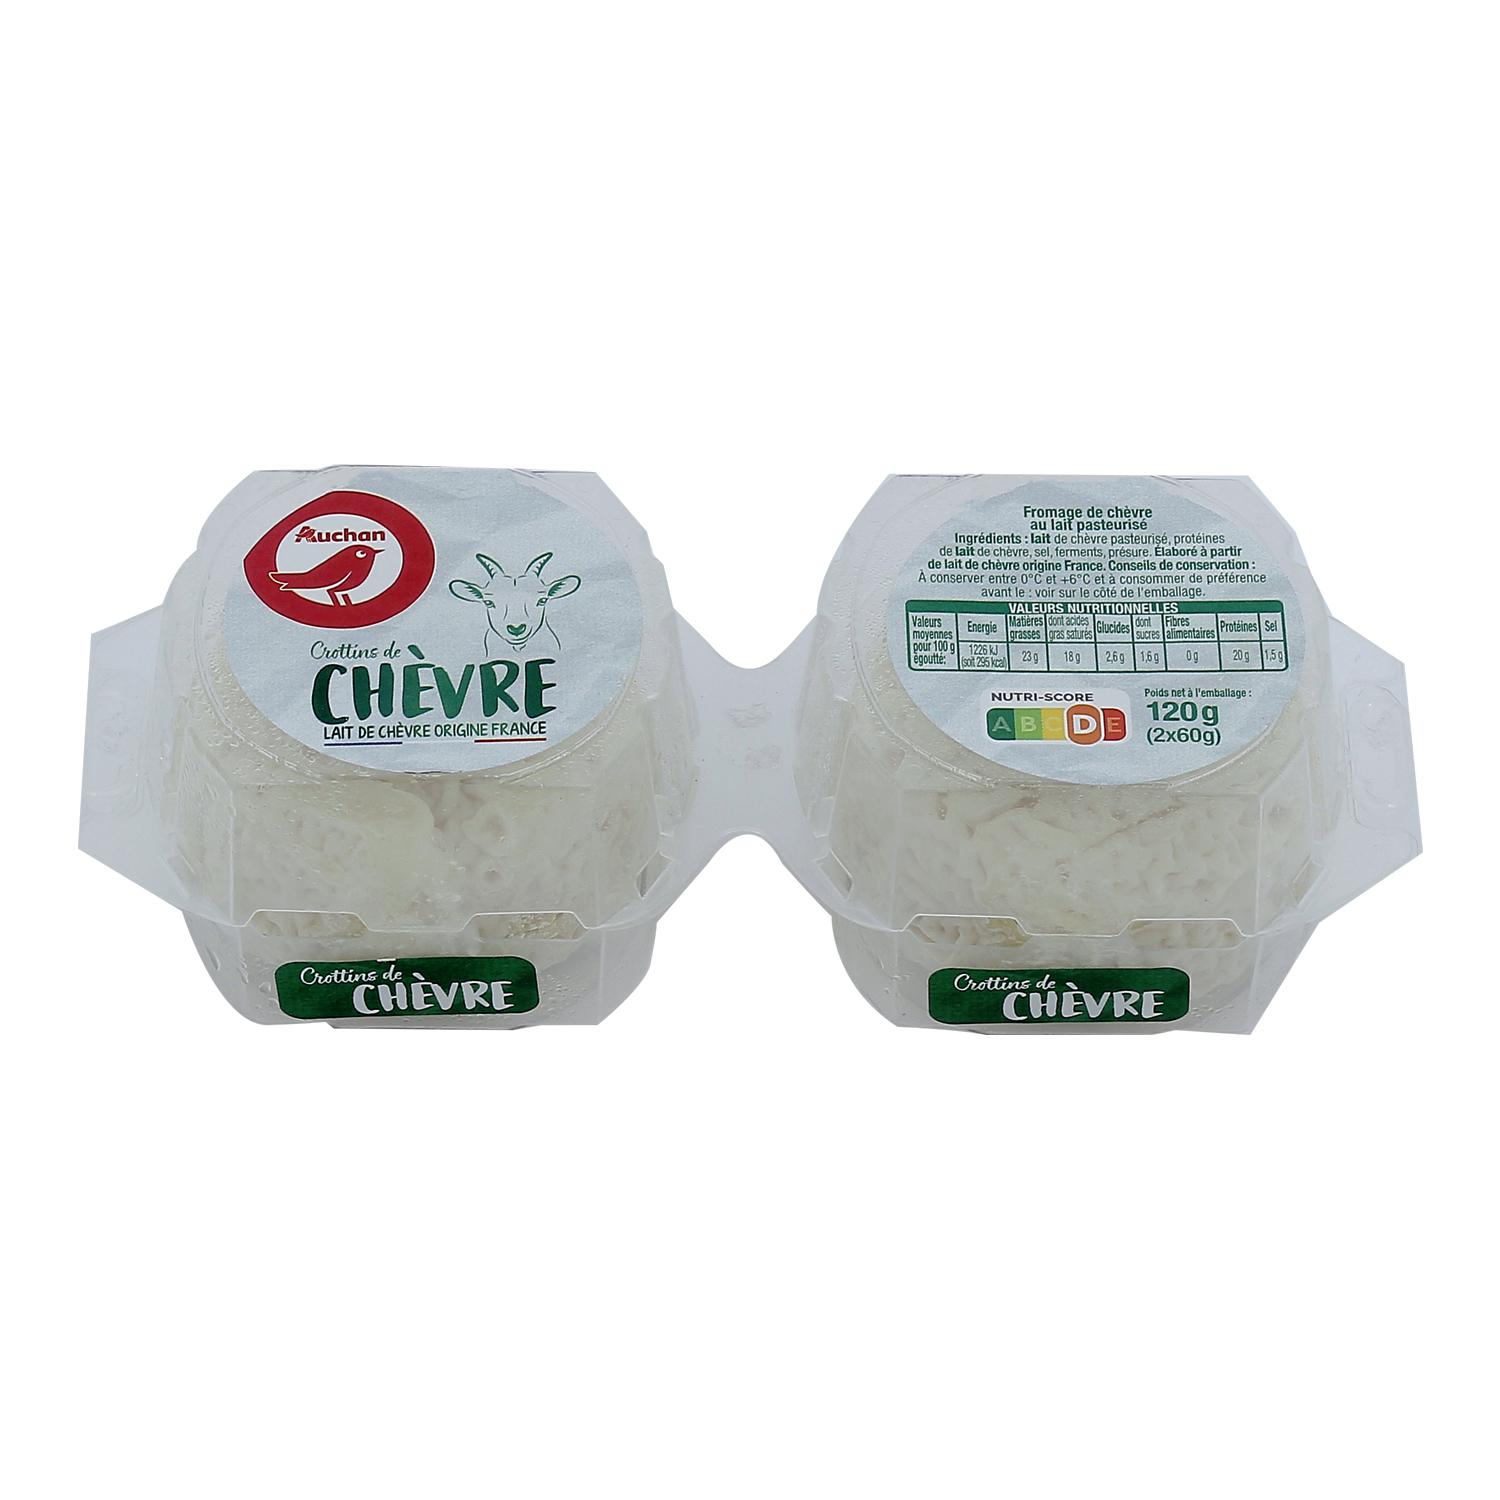 Auchan
Crottins de
CHÈVRE
LAIT DE CHÈVRE ORIGINE FRANCE
Crottins de
CHÈVRE
Fromage de chèvre
au lait pasteurisé
Ingrédients : lait de chèvre pasteurisé, protéines
de lait de chèvre, sel, ferments, présure. Élaboré à partir
de lait de chèvre origine France. Conseils de conservation :
À conserver entre 0°C et +6°C et à consommer de préférence
avant le : voir sur le côté de l'emballage.
VALEURS NUTRITIONNELLES
Valeurs moyennes pour 100 g égoutté: Energie Matières grasses dont acides gras saturés Glucides dont sucres Fibres alimentaires Protéines Sel
1226 kJ (soit 295 kcal) 23 g 18 g 2,6 g 1,6 g 0 g 20 g 1,5 g
NUTRI-SCORE
A B C D E
Poids net à l'emballage :
120 g
(2x60g)
Crottins de
CHÈVRE